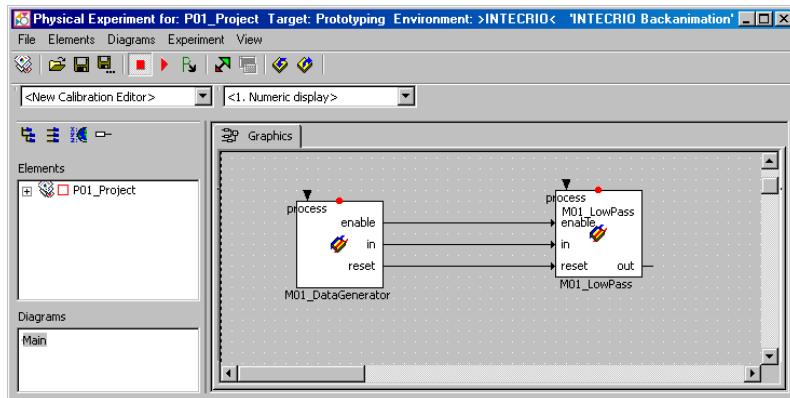 Physical Experiment for: P01_Project Target: Prototyping Environment: >INTECRIO< 'INTECRIO Backanimation'
File Elements Diagrams Experiment View
<New Calibration Editor> <1. Numeric display>
Graphics
Elements
P01_Project
process
enable
in
reset
M01_DataGenerator
process
M01_LowPass
enable
in
reset out
M01_LowPass
Diagrams
Main